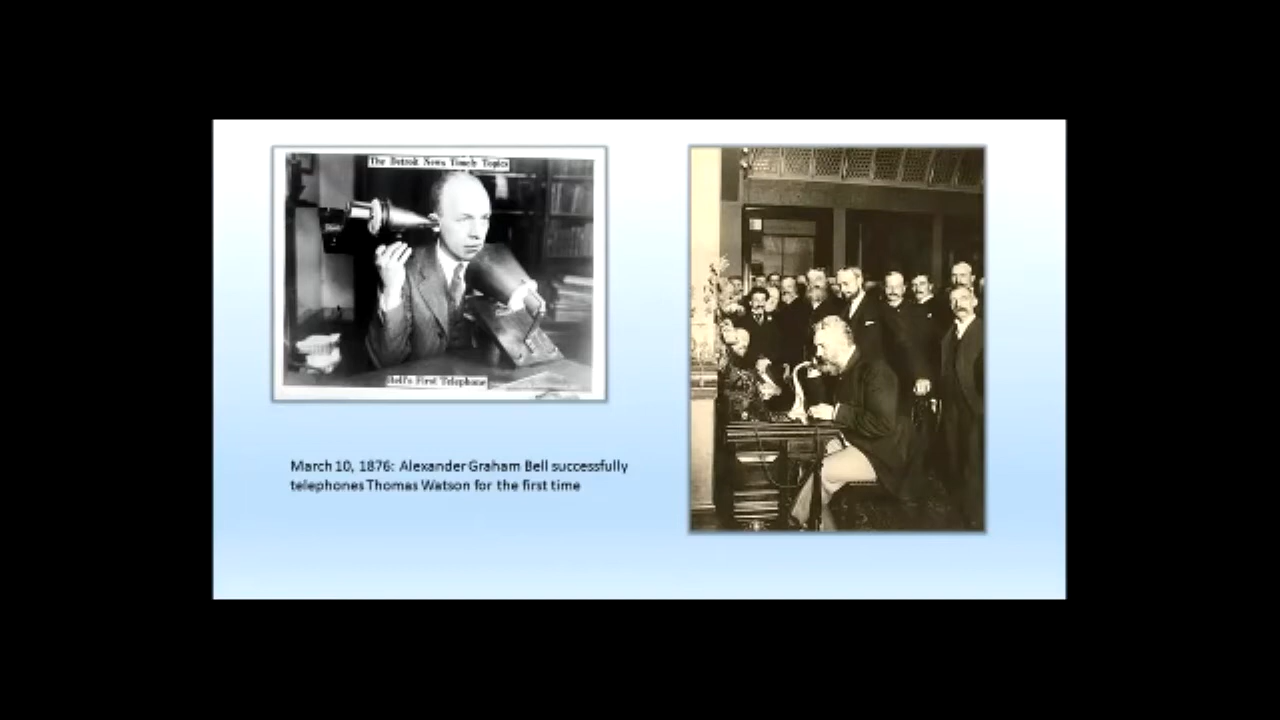 The Detroit News Timely Topics
Bell's First Telephone
March 10, 1876: Alexander Graham Bell successfully
telephones Thomas Watson for the first time